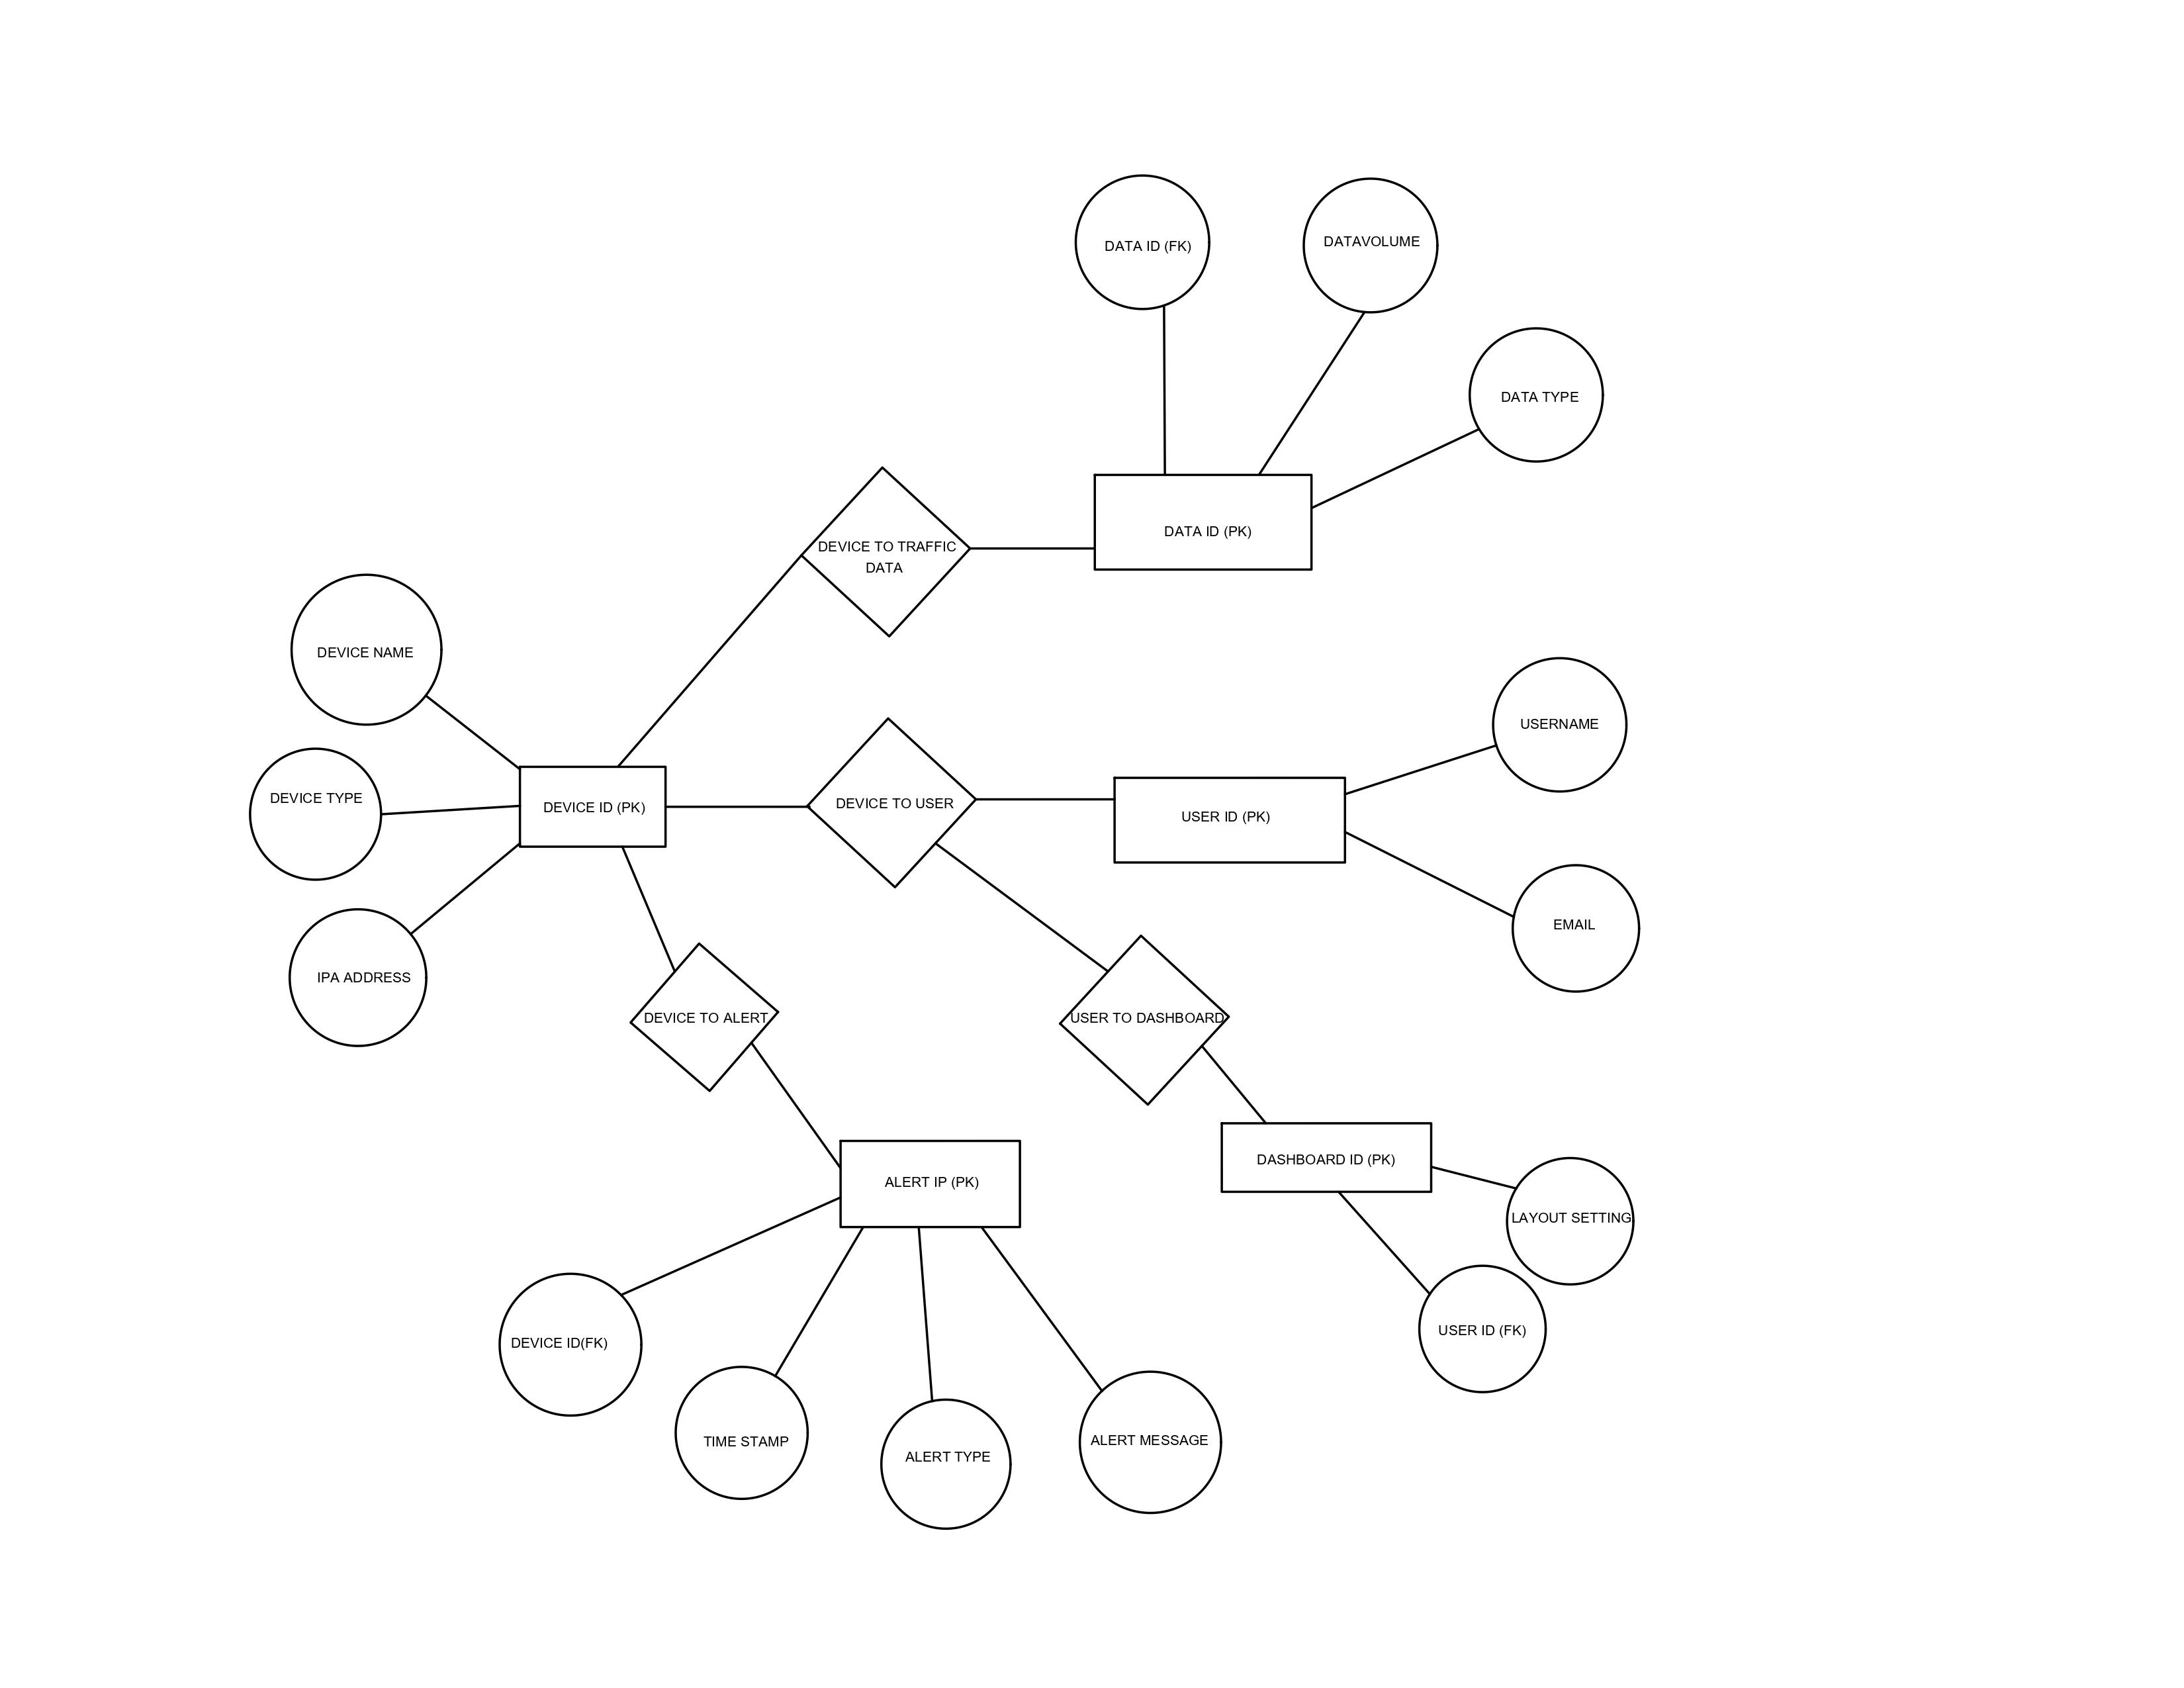 DATA ID (FK)
DATAVOLUME
DATA TYPE
DATA ID (PK)
DEVICE TO TRAFFIC
DATA
DEVICE NAME
DEVICE TYPE
DEVICE ID (PK)
IPA ADDRESS
DEVICE TO USER
USER ID (PK)
USERNAME
EMAIL
DEVICE TO ALERT
USER TO DASHBOARD
ALERT IP (PK)
DASHBOARD ID (PK)
LAYOUT SETTING
USER ID (FK)
DEVICE ID(FK)
TIME STAMP
ALERT TYPE
ALERT MESSAGE